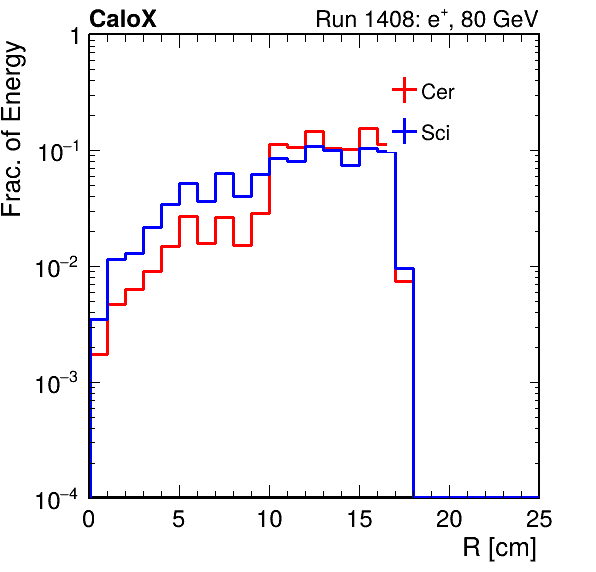 CaloX
Run 1408: e⁺, 80 GeV
Frac. of Energy
1
10⁻¹
10⁻²
10⁻³
10⁻⁴
Cer
Sci
0 5 10 15 20 25
R [cm]